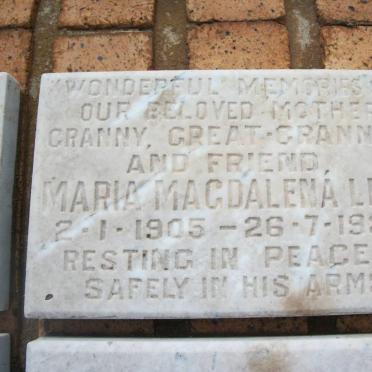 WONDERFUL MEMORIES
OUR BELOVED MOTHER
GRANNY, GREAT-GRANN
AND FRIEND,
MARIA MAGDALENA L
2-1-1905 - 26-7-19
RESTING IN PEACE
SAFELY IN HIS ARMS